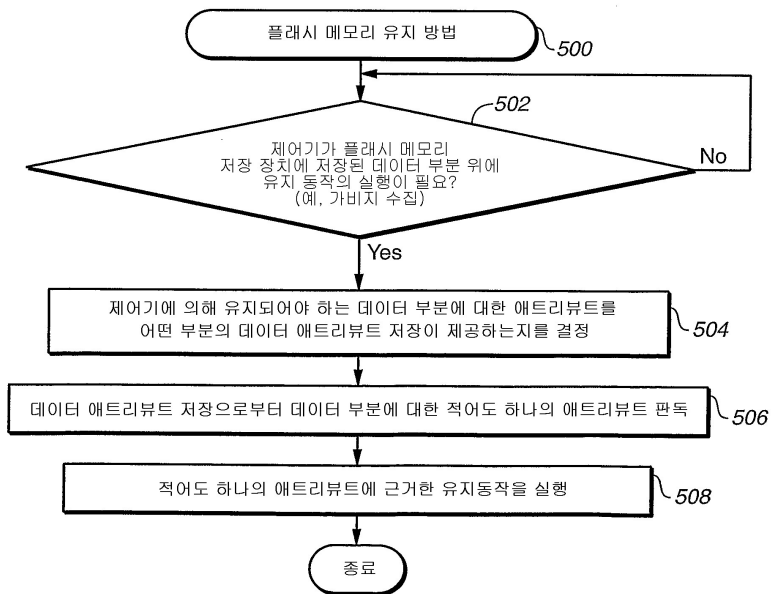 플래시 메모리 유지 방법
500
502
제어기가 플래시 메모리
저장 장치에 저장된 데이터 부분 위에
유지 동작의 실행이 필요?
(예, 가비지 수집)
No
Yes
제어기에 의해 유지되어야 하는 데이터 부분에 대한 애트리뷰트를
어떤 부분의 데이터 애트리뷰트 저장이 제공하는지를 결정
504
데이터 애트리뷰트 저장으로부터 데이터 부분에 대한 적어도 하나의 애트리뷰트 판독
506
적어도 하나의 애트리뷰트에 근거한 유지동작을 실행
508
종료